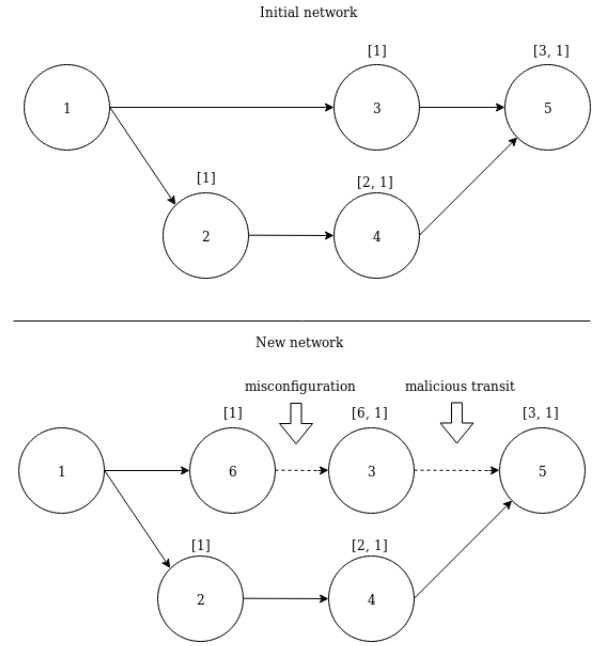 Initial network
[1] [3, 1]
1 3 5
[1] [2, 1]
2 4
New network
misconfiguration malicious transit
[1] [6, 1] [3, 1]
1 6 3 5
[1] [2, 1]
2 4